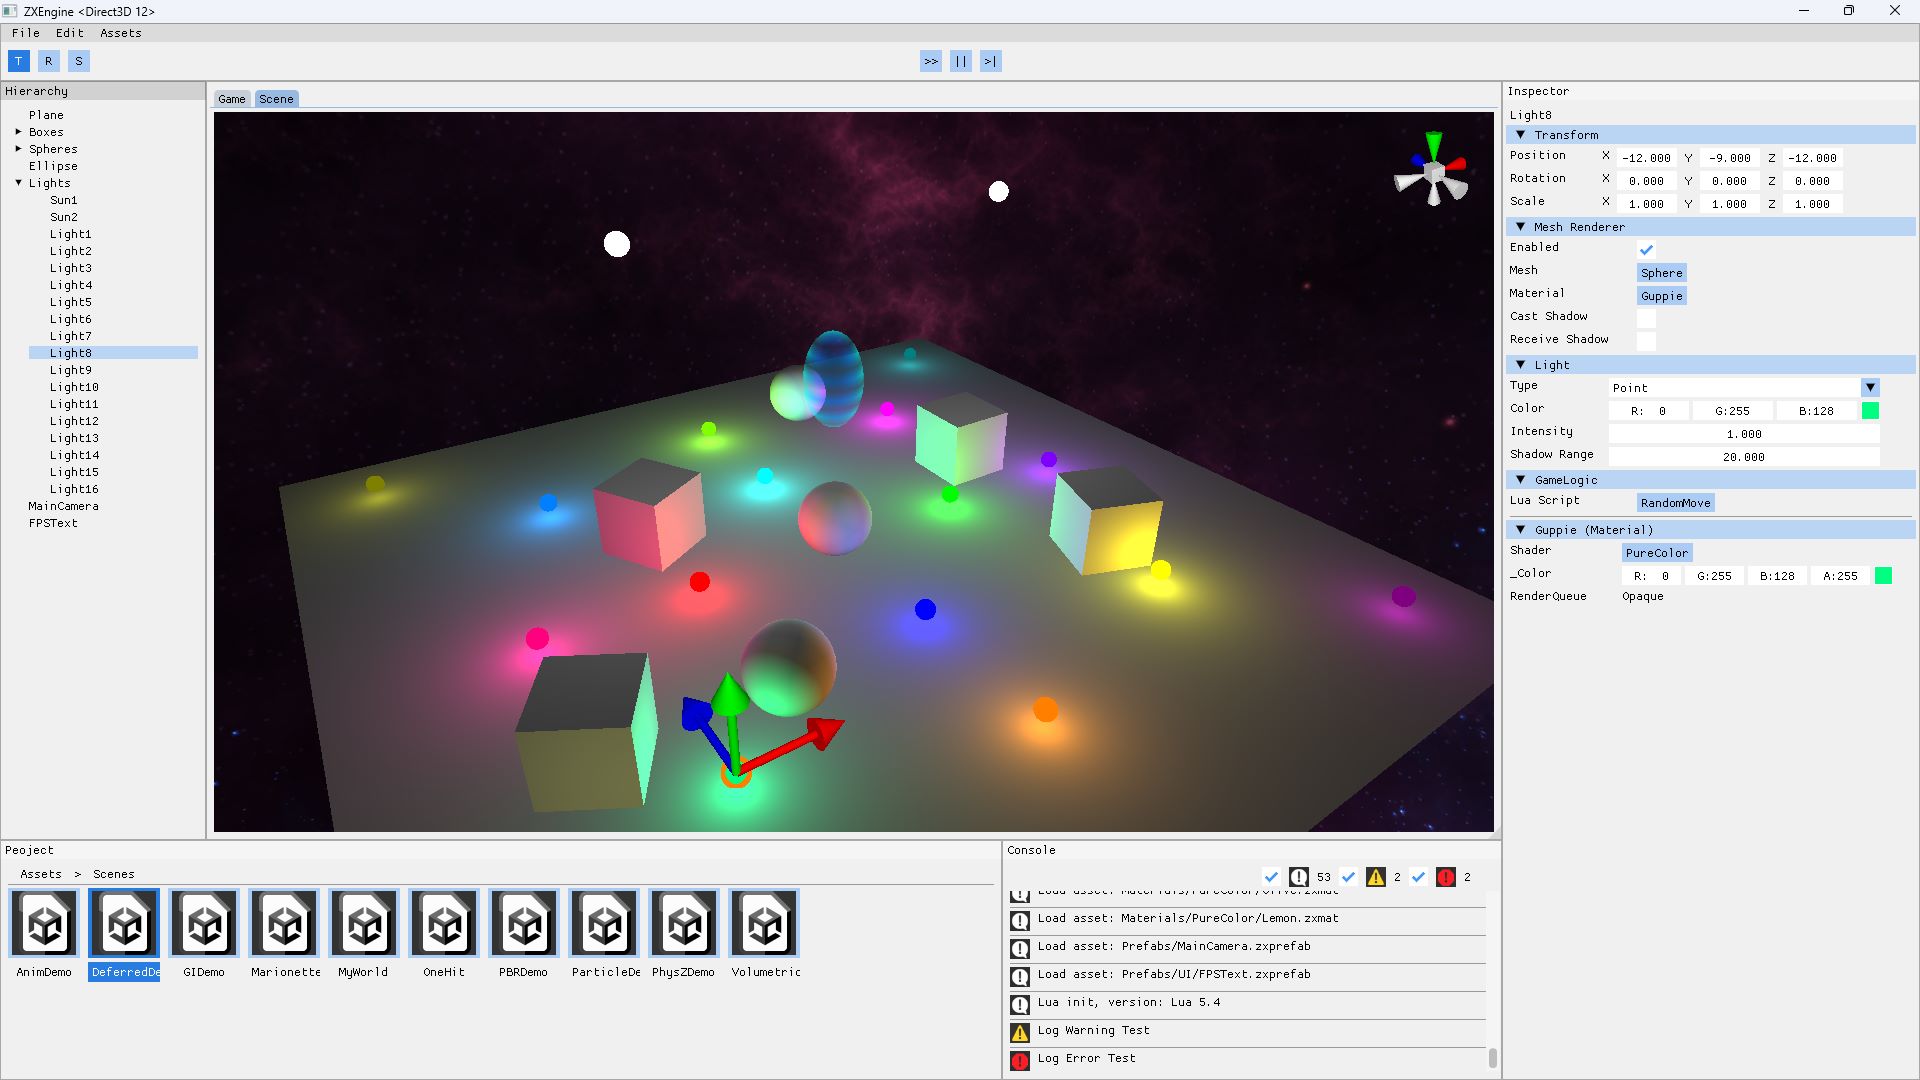 ZXEngine <Direct3D 12>
File Edit Assets
T R S >> || >|
Hierarchy
Plane
Boxes
Spheres
Ellipse
Lights
Sun1
Sun2
Light1
Light2
Light3
Light4
Light5
Light6
Light7
Light8
Light9
Light10
Light11
Light12
Light13
Light14
Light15
Light16
MainCamera
FPSText
Game Scene
Inspector
Light8
Transform
Position X -12.000 Y -9.000 Z -12.000
Rotation X 0.000 Y 0.000 Z 0.000
Scale X 1.000 Y 1.000 Z 1.000
Mesh Renderer
Enabled
Mesh Sphere
Material Guppie
Cast Shadow
Receive Shadow
Light
Type Point
Color R: 0 G:255 B:128
Intensity 1.000
Shadow Range 20.000
GameLogic
Lua Script RandomMove
Guppie (Material)
Shader PureColor
_Color R: 0 G:255 B:128 A:255
RenderQueue Opaque
Peoject
Assets > Scenes
AnimDemo DeferredDe GIDemo Marionette MyWorld OneHit PBRDemo ParticleDe PhysZDemo Volumetric
Console
53 2 2
Load asset: Materials/PureColor/Olive.zxmat
Load asset: Materials/PureColor/Lemon.zxmat
Load asset: Prefabs/MainCamera.zxprefab
Load asset: Prefabs/UI/FPSText.zxprefab
Lua init, version: Lua 5.4
Log Warning Test
Log Error Test